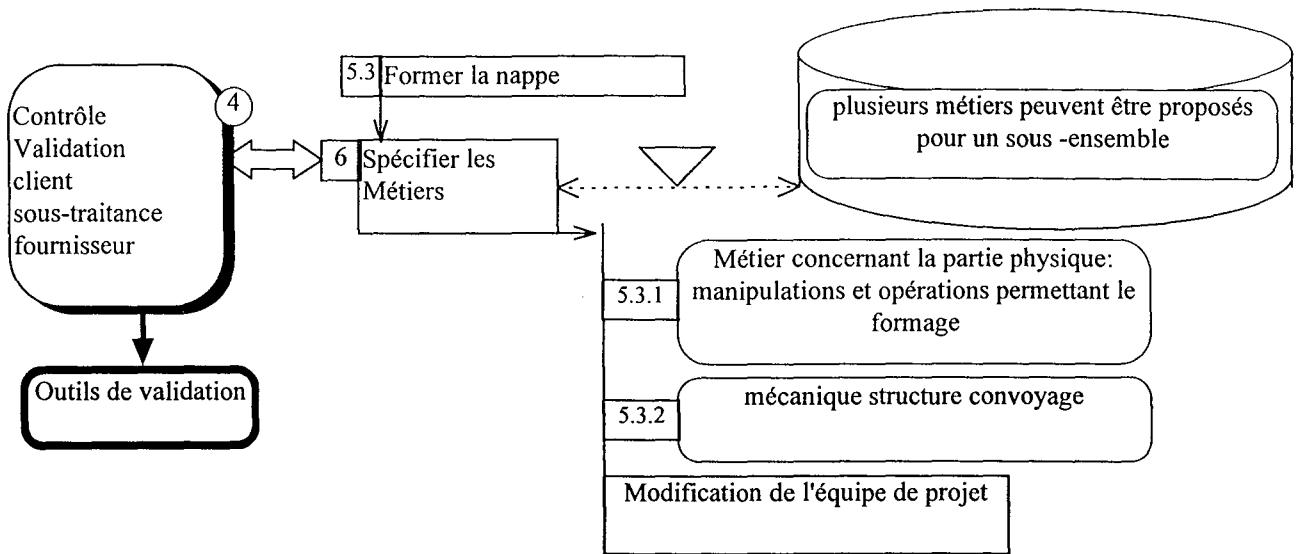 5.3 Former la nappe
plusieurs métiers peuvent être proposés
pour un sous -ensemble
4
Contrôle
Validation
client
sous-traitance
fournisseur
6 Spécifier les
Métiers
Métier concernant la partie physique:
5.3.1 manipulations et opérations permettant le
formage
Outils de validation
mécanique structure convoyage
5.3.2
Modification de l'équipe de projet